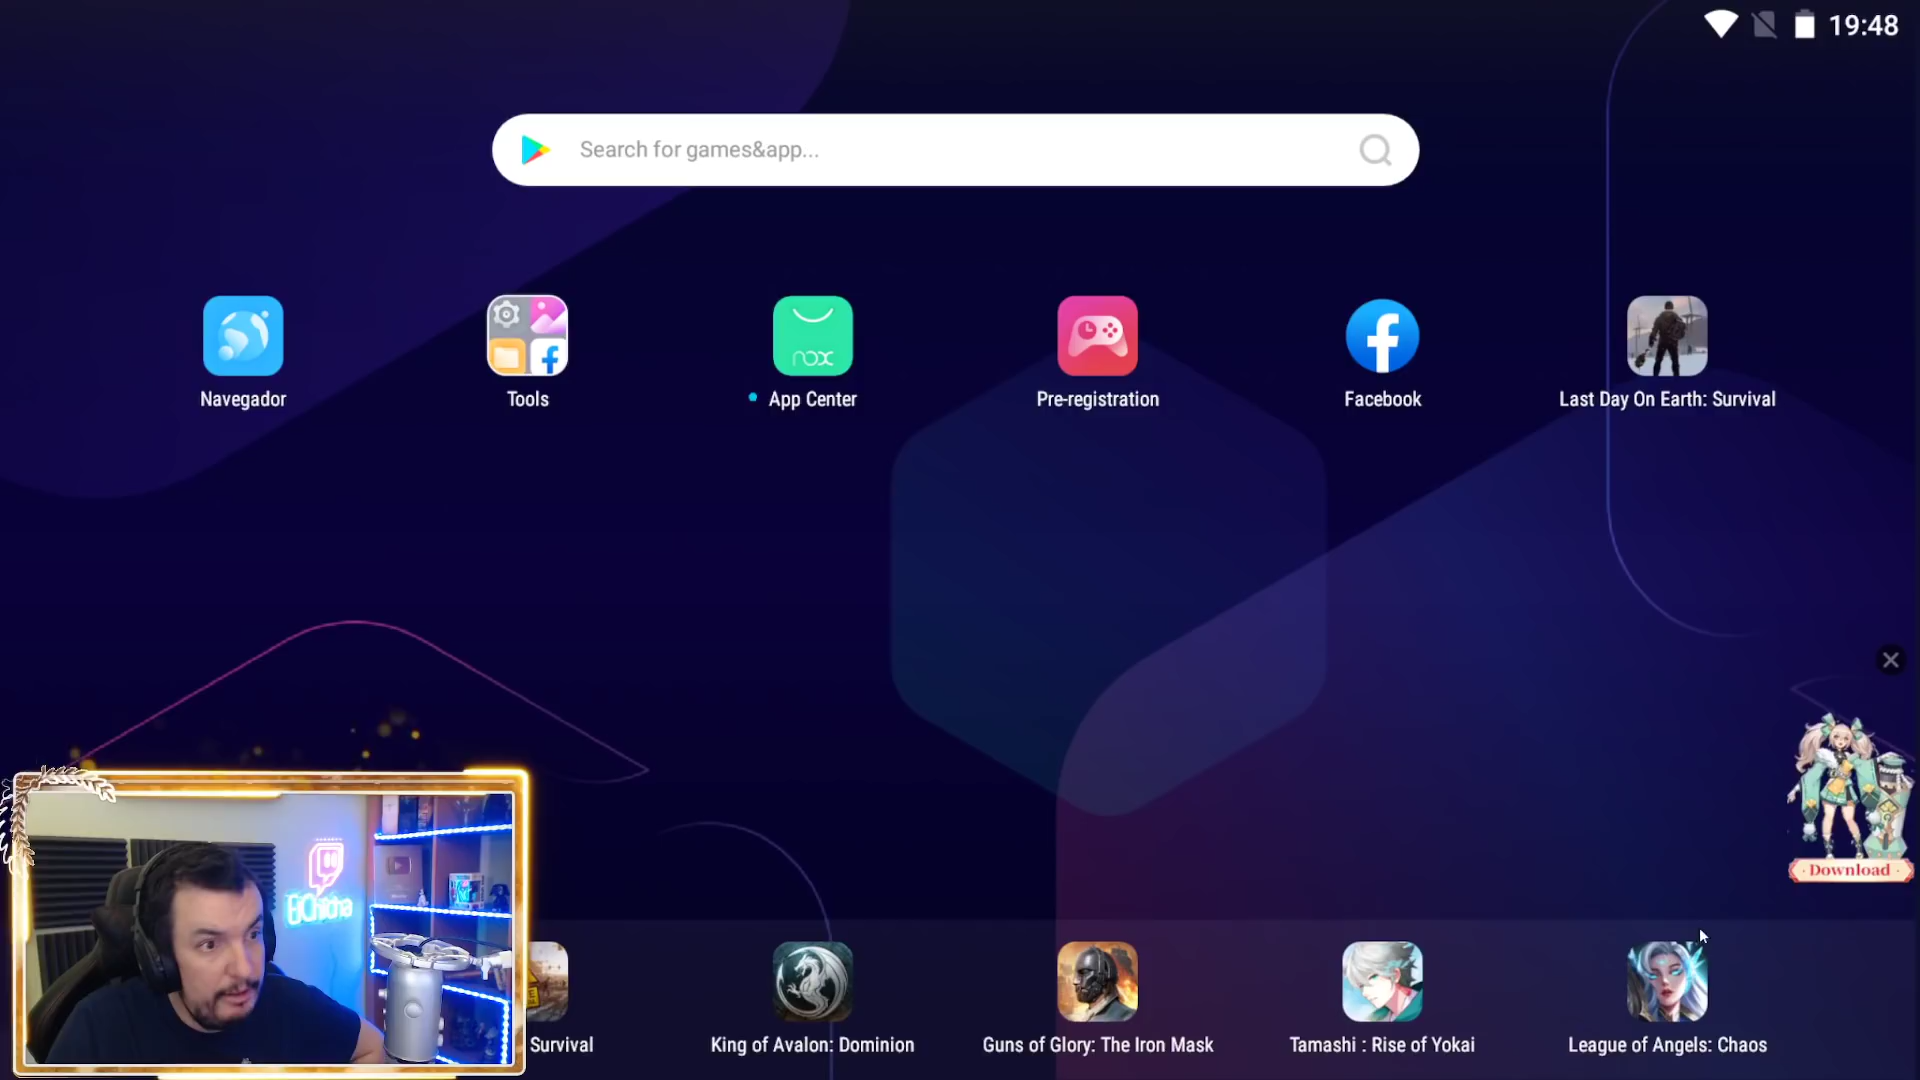 19:48
Search for games&app...
nox
Navegador
Tools
App Center
Pre-registration
Facebook
Last Day On Earth: Survival
Download
ElChicha
Survival
King of Avalon: Dominion
Guns of Glory: The Iron Mask
Tamashi : Rise of Yokai
League of Angels: Chaos